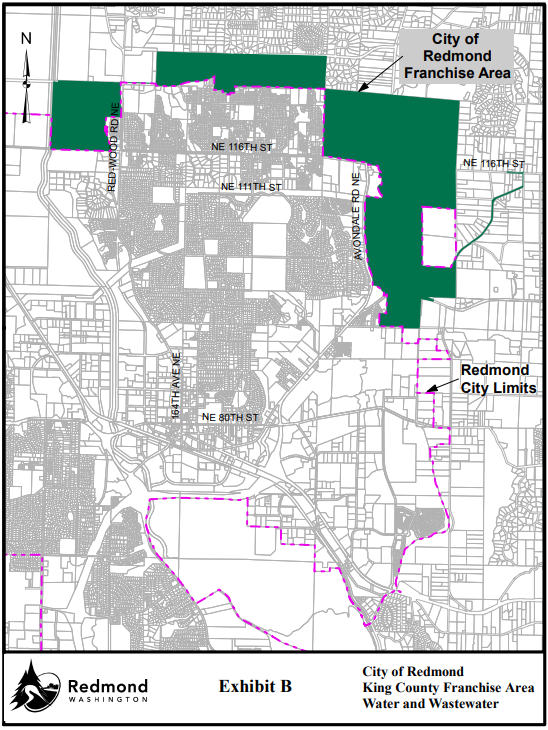 City of
Redmond
Franchise Area
N
RED-WOOD RD NE
NE 116TH ST
NE 116TH ST
NE 111TH ST
AVONDALE RD NE
Redmond
City Limits
164TH AVE NE
NE 80TH ST
Redmond
WASHINGTON
Exhibit B
City of Redmond
King County Franchise Area
Water and Wastewater